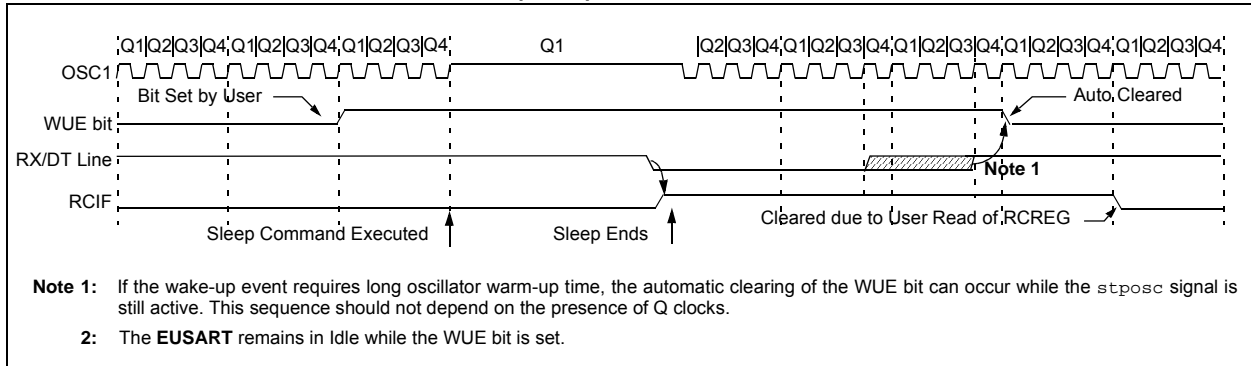 Q1|Q2|Q3|Q4|Q1|Q2|Q3|Q4|Q1|Q2|Q3|Q4 Q1 |Q2|Q3|Q4|Q1|Q2|Q3|Q4|Q1|Q2|Q3|Q4|Q1|Q2|Q3|Q4|Q1|Q2|Q3|Q4
OSC1
Bit Set by User Auto Cleared
WUE bit
RX/DT Line
Note 1
RCIF
Cleared due to User Read of RCREG
Sleep Command Executed Sleep Ends
Note 1: If the wake-up event requires long oscillator warm-up time, the automatic clearing of the WUE bit can occur while the stposc signal is
still active. This sequence should not depend on the presence of Q clocks.
2: The EUSART remains in Idle while the WUE bit is set.